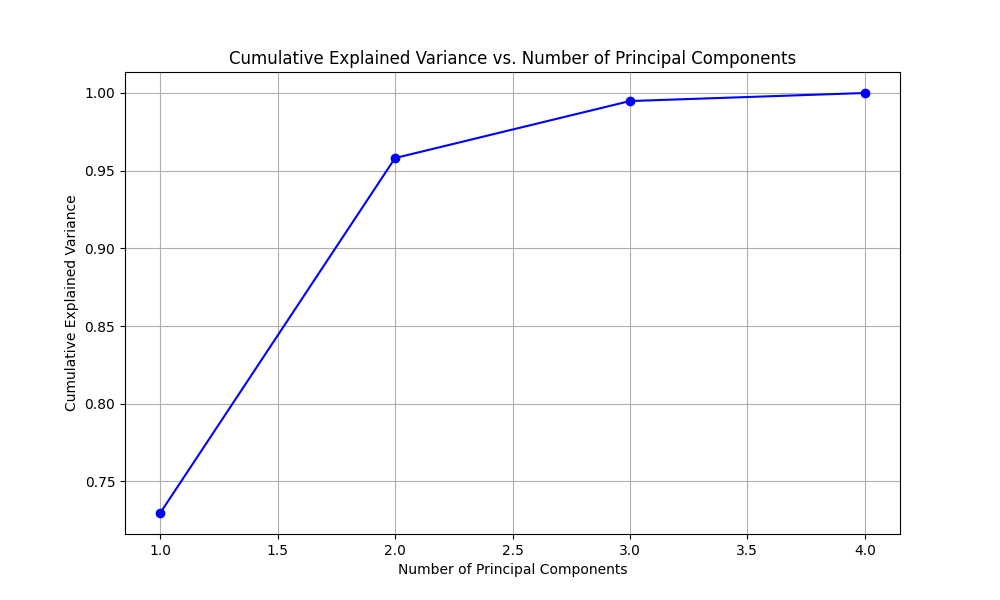 Cumulative Explained Variance vs. Number of Principal Components
1.00
0.95
0.90
0.85
0.80
0.75
Cumulative Explained Variance
1.0 1.5 2.0 2.5 3.0 3.5 4.0
Number of Principal Components